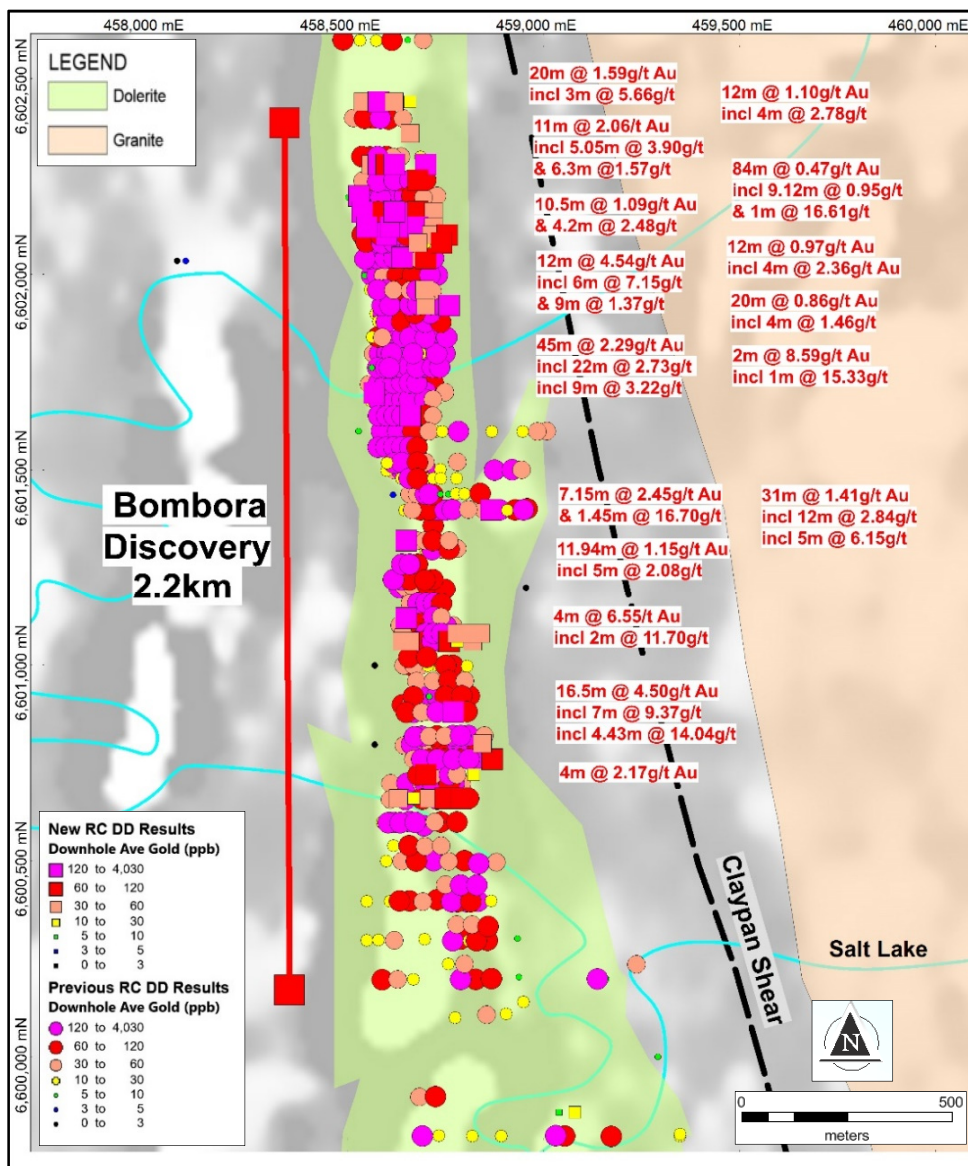 458,000 mE
458,500 mE
459,000 mE
459,500 mE
460,000 mE
6,602,500 mN
6,602,000 mN
6,601,500 mN
6,601,000 mN
6,600,500 mN
6,600,000 mN
LEGEND
Dolerite
Granite
20m @ 1.59g/t Au
incl 3m @ 5.66g/t
11m @ 2.06/t Au
incl 5.05m @ 3.90g/t
& 6.3m @1.57g/t
10.5m @ 1.09g/t Au
& 4.2m @ 2.48g/t
12m @ 4.54g/t Au
incl 6m @ 7.15g/t
& 9m @ 1.37g/t
45m @ 2.29g/t Au
incl 22m @ 2.73g/t
incl 9m @ 3.22g/t
7.15m @ 2.45g/t Au
& 1.45m @ 16.70g/t
11.94m @ 1.15g/t Au
incl 5m @ 2.08g/t
4m @ 6.55/t Au
incl 2m @ 11.70g/t
16.5m @ 4.50g/t Au
incl 7m @ 9.37g/t
incl 4.43m @ 14.04g/t
4m @ 2.17g/t Au
12m @ 1.10g/t Au
incl 4m @ 2.78g/t
84m @ 0.47g/t Au
incl 9.12m @ 0.95g/t
& 1m @ 16.61g/t
12m @ 0.97g/t Au
incl 4m @ 2.36g/tAu
20m @ 0.86g/t Au
incl 4m @ 1.46g/t
2m @ 8.59g/t Au
incl 1m @ 15.33g/t
31m @ 1.41g/t Au
incl 12m @ 2.84g/t
incl 5m @ 6.15g/t
Bombora
Discovery
2.2km
New RC DD Results
Downhole Ave Gold (ppb)
120 to 4,030
60 to 120
30 to 60
10 to 30
5 to 10
3 to 5
0 to 3
Previous RC DD Results
Downhole Ave Gold (ppb)
120 to 4,030
60 to 120
30 to 60
10 to 30
5 to 10
3 to 5
0 to 3
Claypan Shear
Salt Lake
N
0 500
meters